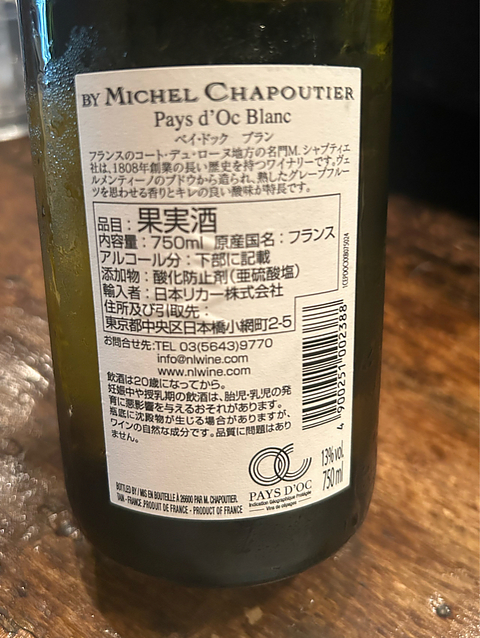 BY MICHEL CHAPOUTIER
Pays d'Oc Blanc
ペイ・ドック ブラン
フランスのコート・デュ・ローヌ地方の名門M. シャプティエ
社は、1808年創業の長い歴史を持つワイナリーです。ヴェ
ルメンティーノのブドウから造られ、熟したグレープフルー
ツを思わせる香りとキレの良い酸味が特長です。
品目：果実酒
内容量：750ml 原産国名：フランス
アルコール分：下部に記載
添加物：酸化防止剤（亜硫酸塩）
輸入者：日本リカー株式会社
住所及び引取先：
東京都中央区日本橋小網町2-5
お問合せ先:TEL 03(5643)9770
info@nlwine.com
www.nlwine.com
飲酒は20歳になってから。
妊娠中や授乳期の飲酒は、胎児・乳児の発
育に悪影響を与えるおそれがあります。
瓶底に沈殿物が生じる場合がありますが、
ワインの自然な成分です。品質に問題はあり
ません。
4 900251 002388
13% vol.
750 ml
PAYS D'OC
Indication Géographique Protégée
Vins de cépages
BOTTLED BY / MIS EN BOUTEILLE À 26600 PAR M. CHAPOUTIER.
TAIN - FRANCE PRODUIT DE FRANCE - PRODUCT OF FRANCE